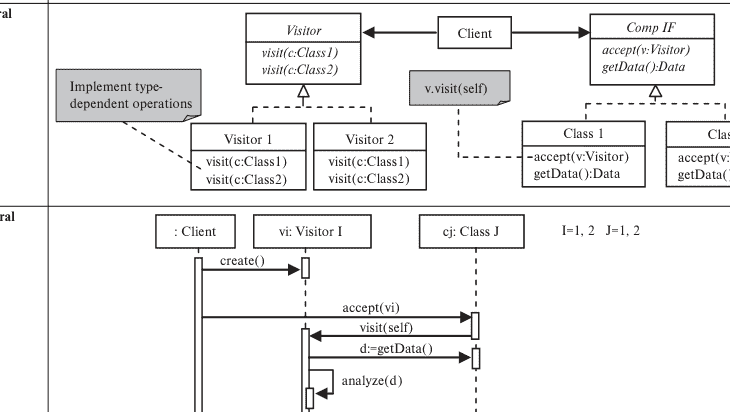 ral
Visitor
visit(c:Class1)
visit(c:Class2)
Client
Comp IF
accept(v:Visitor)
getData():Data
Implement type-
dependent operations
v.visit(self)
Visitor 1
visit(c:Class1)
visit(c:Class2)
Visitor 2
visit(c:Class1)
visit(c:Class2)
Class 1
accept(v:Visitor)
getData():Data
Clas
accept(v:
getData()
ral
: Client
vi: Visitor I
cj: Class J
I=1, 2 J=1, 2
create()
accept(vi)
visit(self)
d:=getData()
analyze(d)